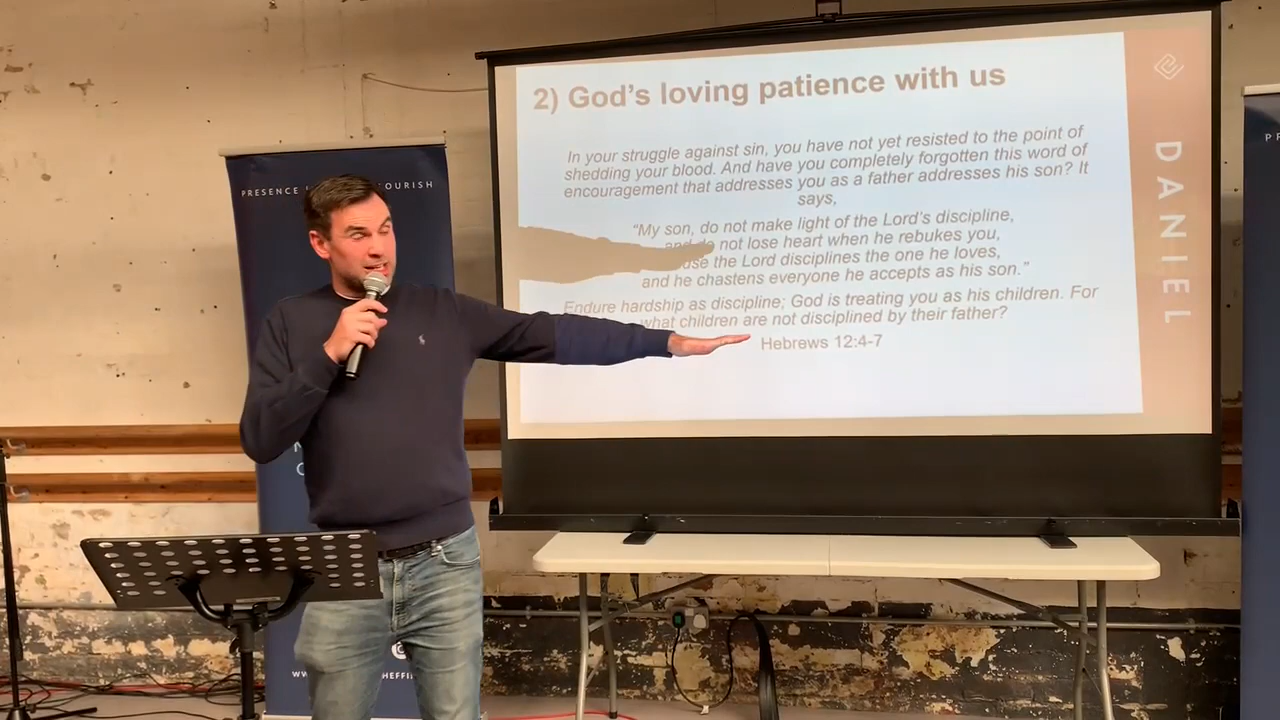 2) God's loving patience with us
In your struggle against sin, you have not yet resisted to the point of
shedding your blood. And have you completely forgotten this word of
encouragement that addresses you as a father addresses his son? It
says,
"My son, do not make light of the Lord's discipline,
and do not lose heart when he rebukes you,
the Lord disciplines the one he loves,
and he chastens everyone he accepts as his son."
Endure hardship as discipline; God is treating you as his children. For
what children are not disciplined by their father?
Hebrews 12:4-7
DANIEL
PRESENCE